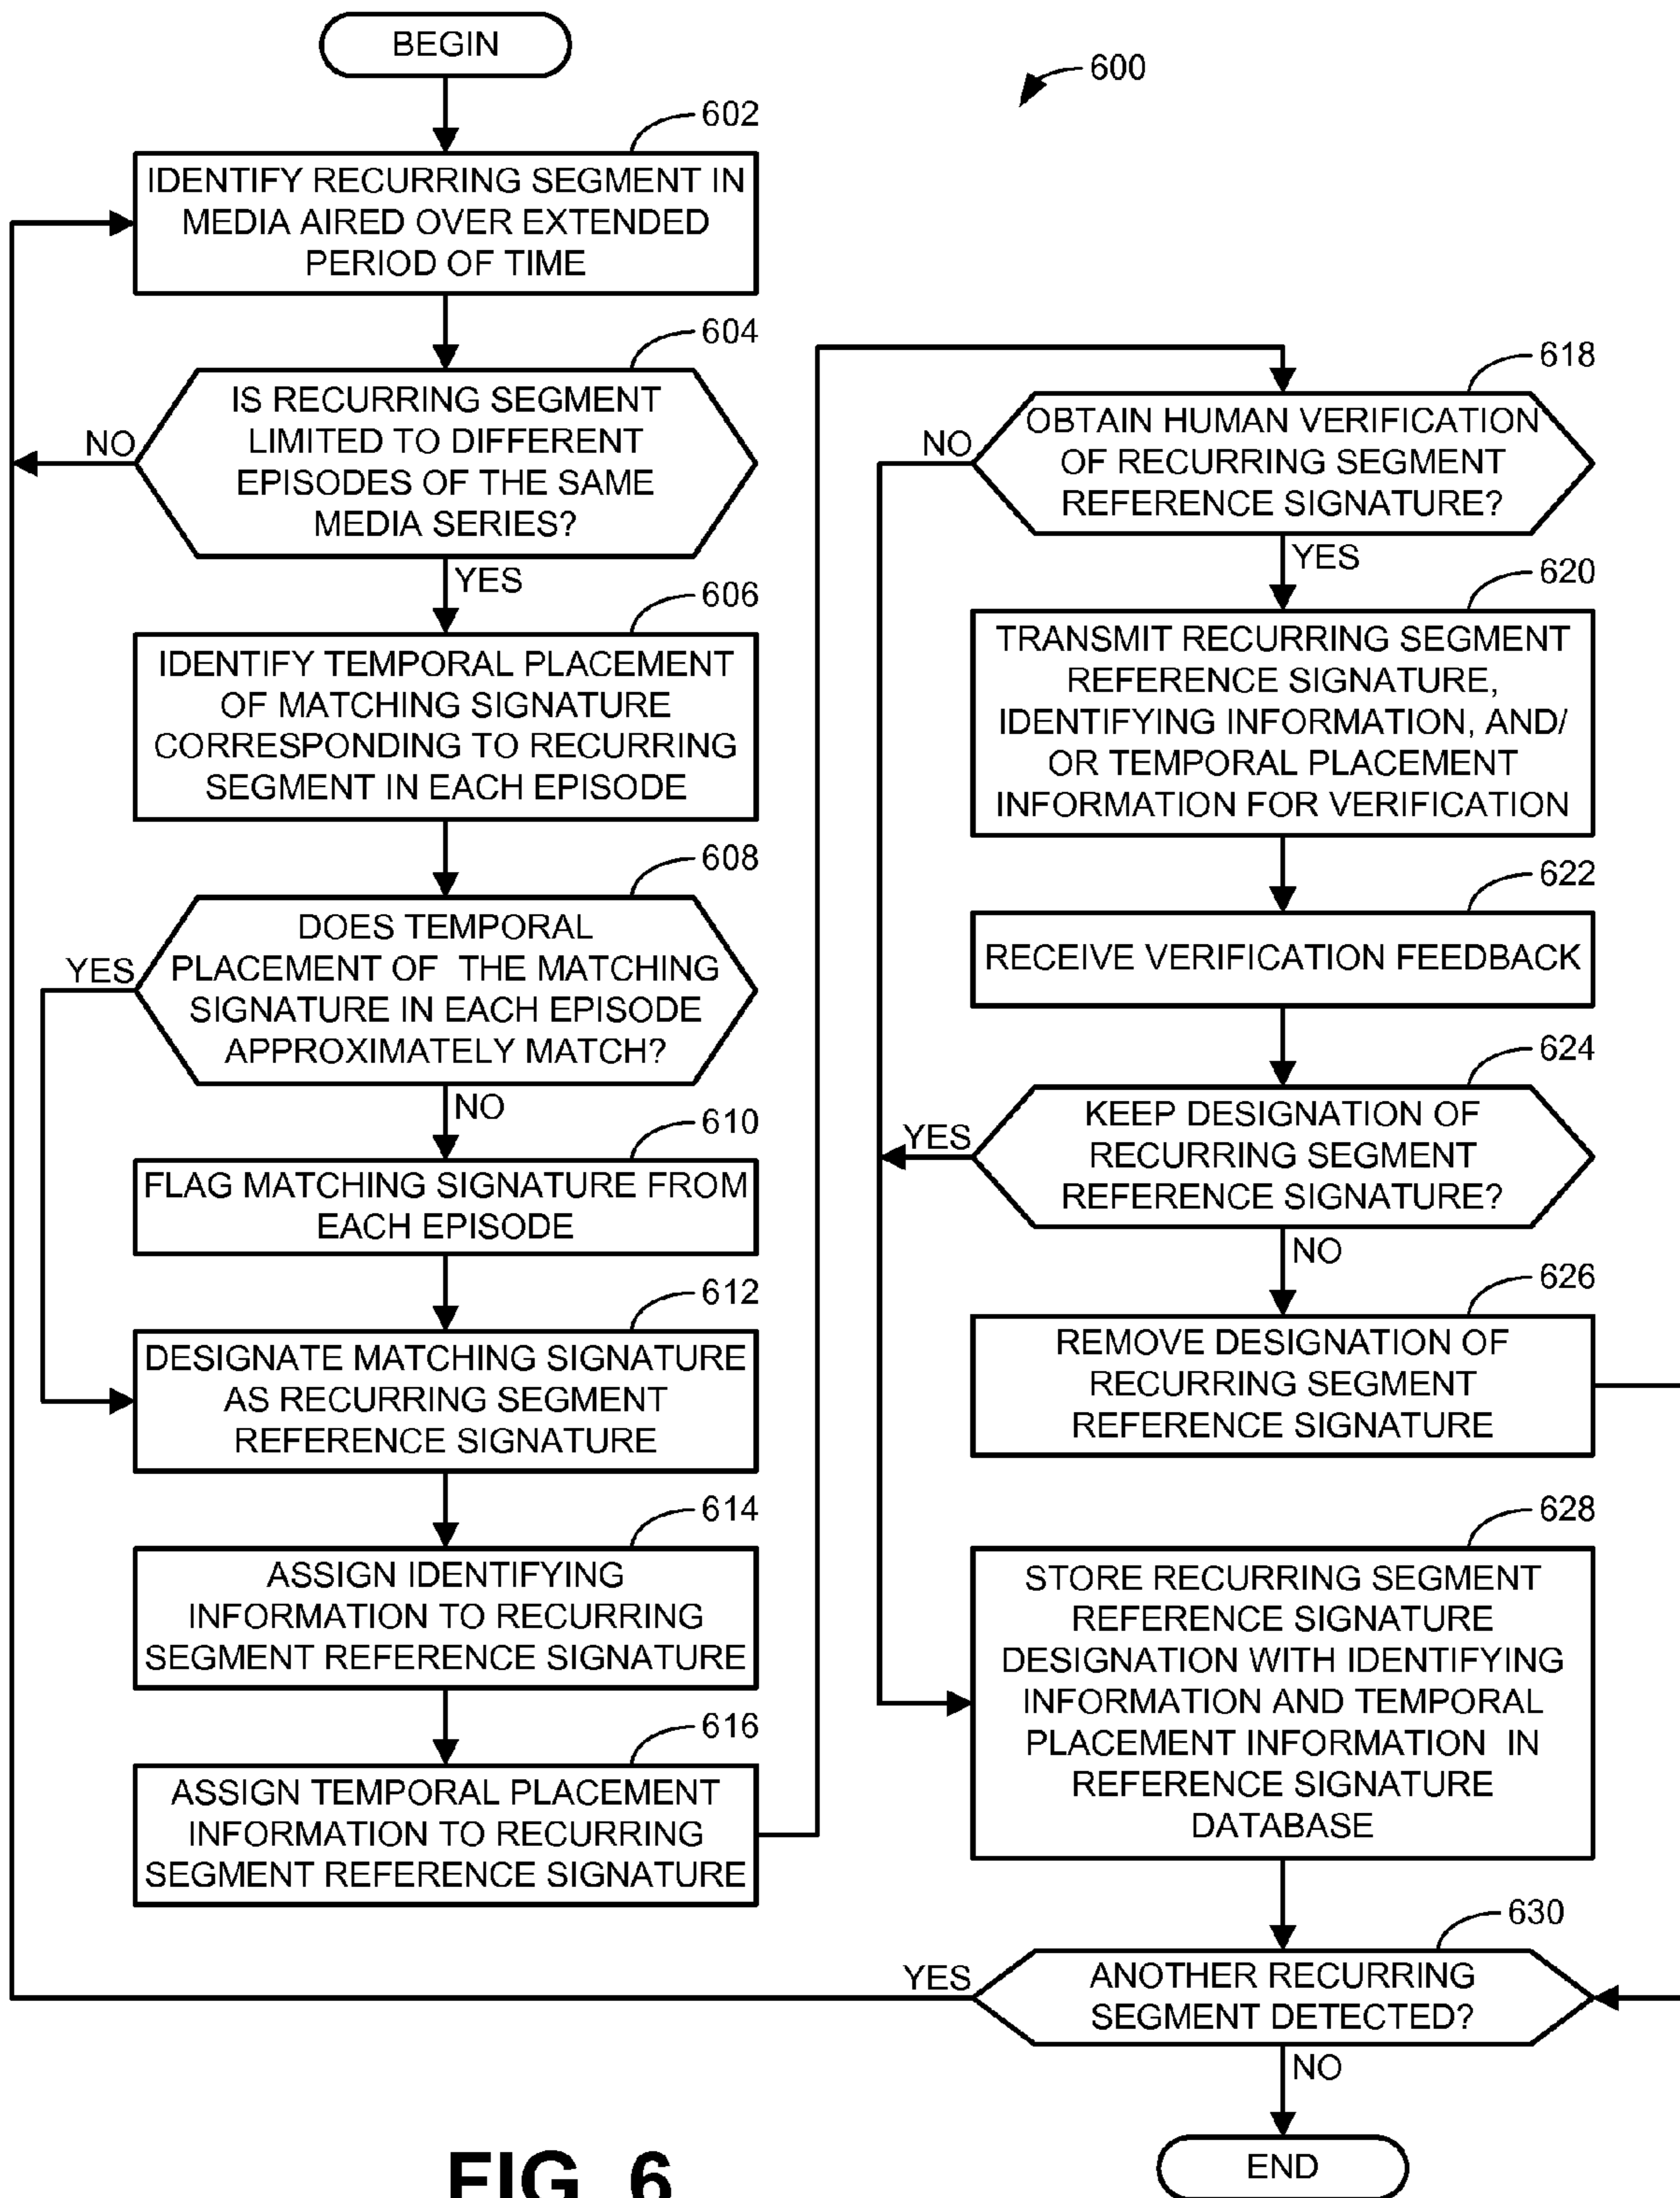 BEGIN
600
602
IDENTIFY RECURRING SEGMENT IN
MEDIA AIRED OVER EXTENDED
PERIOD OF TIME
604
IS RECURRING SEGMENT
LIMITED TO DIFFERENT
EPISODES OF THE SAME
MEDIA SERIES?
NO
YES
606
IDENTIFY TEMPORAL PLACEMENT
OF MATCHING SIGNATURE
CORRESPONDING TO RECURRING
SEGMENT IN EACH EPISODE
608
DOES TEMPORAL
PLACEMENT OF THE MATCHING
SIGNATURE IN EACH EPISODE
APPROXIMATELY MATCH?
YES
NO
610
FLAG MATCHING SIGNATURE FROM
EACH EPISODE
612
DESIGNATE MATCHING SIGNATURE
AS RECURRING SEGMENT
REFERENCE SIGNATURE
614
ASSIGN IDENTIFYING
INFORMATION TO RECURRING
SEGMENT REFERENCE SIGNATURE
616
ASSIGN TEMPORAL PLACEMENT
INFORMATION TO RECURRING
SEGMENT REFERENCE SIGNATURE
618
OBTAIN HUMAN VERIFICATION
OF RECURRING SEGMENT
REFERENCE SIGNATURE?
NO
YES
620
TRANSMIT RECURRING SEGMENT
REFERENCE SIGNATURE,
IDENTIFYING INFORMATION, AND/
OR TEMPORAL PLACEMENT
INFORMATION FOR VERIFICATION
622
RECEIVE VERIFICATION FEEDBACK
624
KEEP DESIGNATION OF
RECURRING SEGMENT
REFERENCE SIGNATURE?
YES
NO
626
REMOVE DESIGNATION OF
RECURRING SEGMENT
REFERENCE SIGNATURE
628
STORE RECURRING SEGMENT
REFERENCE SIGNATURE
DESIGNATION WITH IDENTIFYING
INFORMATION AND TEMPORAL
PLACEMENT INFORMATION IN
REFERENCE SIGNATURE
DATABASE
630
ANOTHER RECURRING
SEGMENT DETECTED?
YES
NO
END
FIG. 6